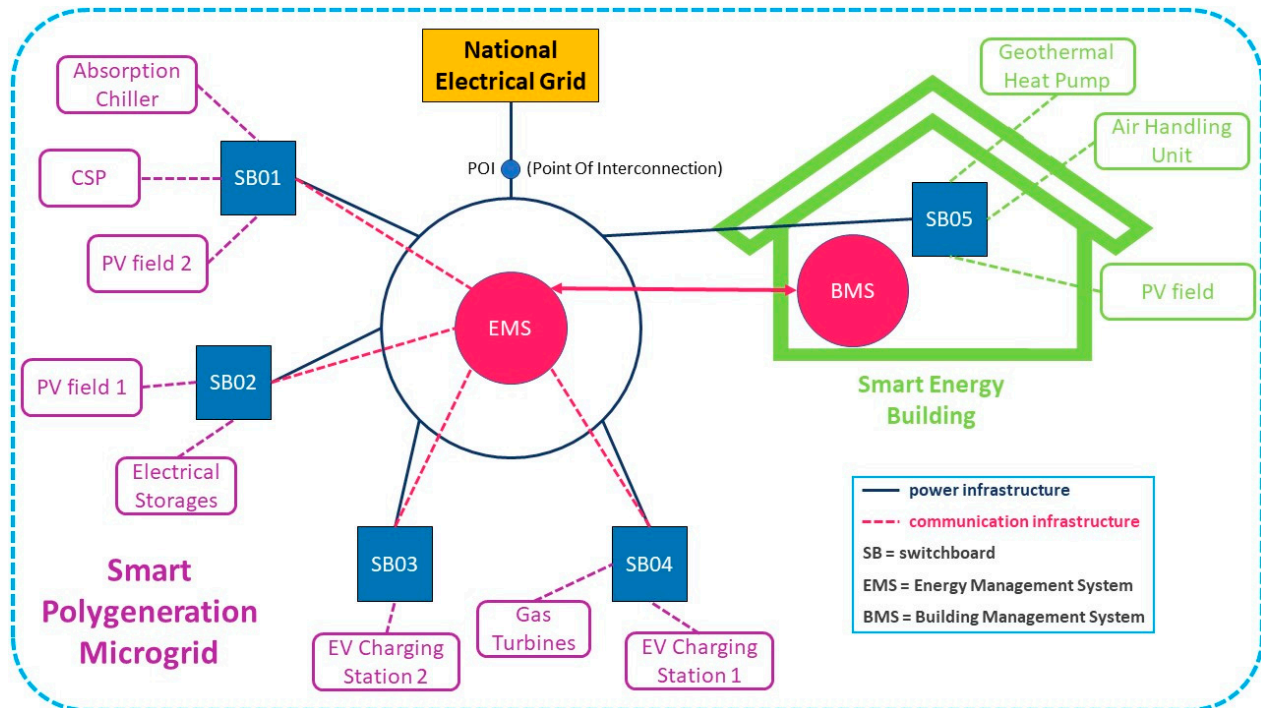 National
Electrical Grid
POI
(Point Of Interconnection)
Absorption
Chiller
CSP
PV field 2
SB01
PV field 1
SB02
Electrical
Storages
EMS
BMS
SB05
Geothermal
Heat Pump
Air Handling
Unit
PV field
Smart Energy
Building
SB03
SB04
EV Charging
Station 2
Gas
Turbines
EV Charging
Station 1
Smart
Polygeneration
Microgrid
power infrastructure
communication infrastructure
SB = switchboard
EMS = Energy Management System
BMS = Building Management System